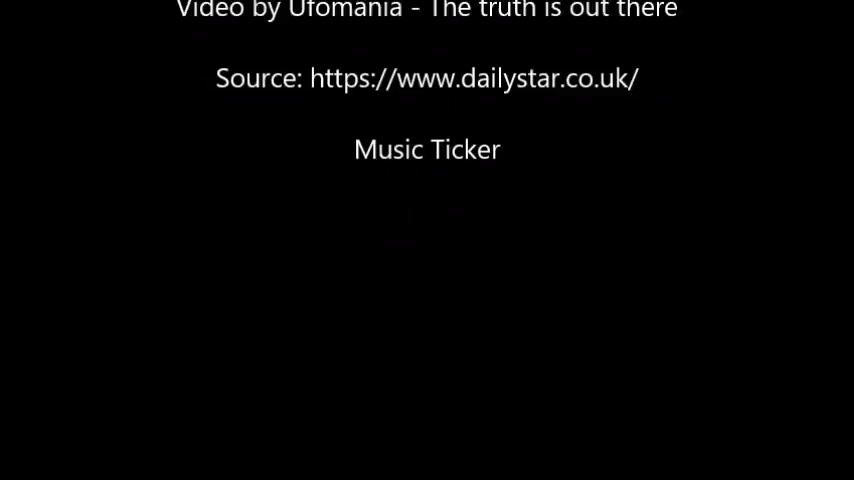 Video by Ufomania - The truth is out there
Source: https://www.dailystar.co.uk/
Music Ticker